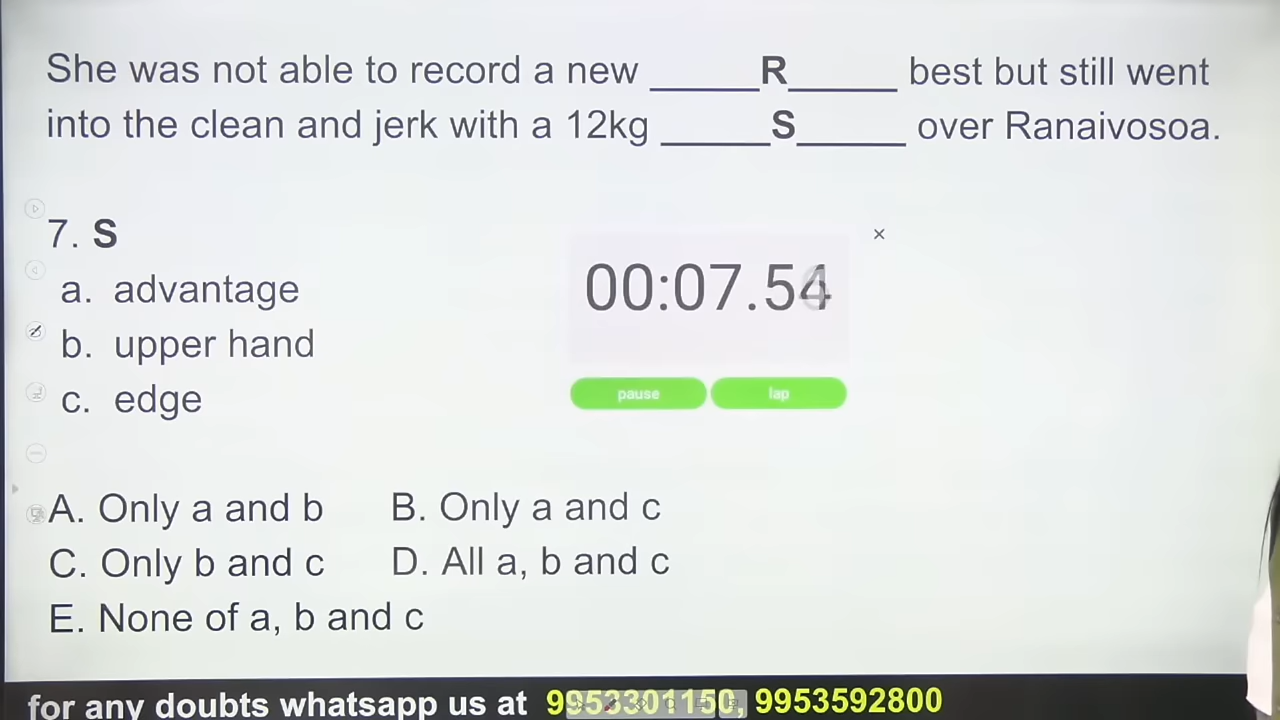 She was not able to record a new _____R_____ best but still went
into the clean and jerk with a 12kg _____S_____ over Ranaivosoa.
7. S
a. advantage
b. upper hand
c. edge
×
00:07.54
pause lap
A. Only a and b B. Only a and c
C. Only b and c D. All a, b and c
E. None of a, b and c
for any doubts whatsapp us at 9953301150, 9953592800